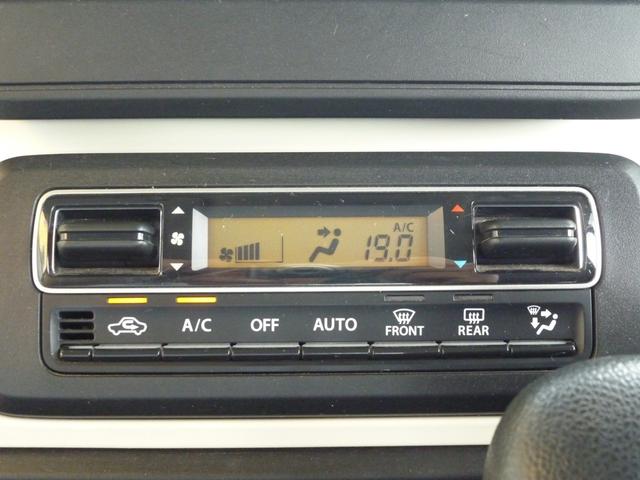 A/C
19.0
A/C OFF AUTO FRONT REAR